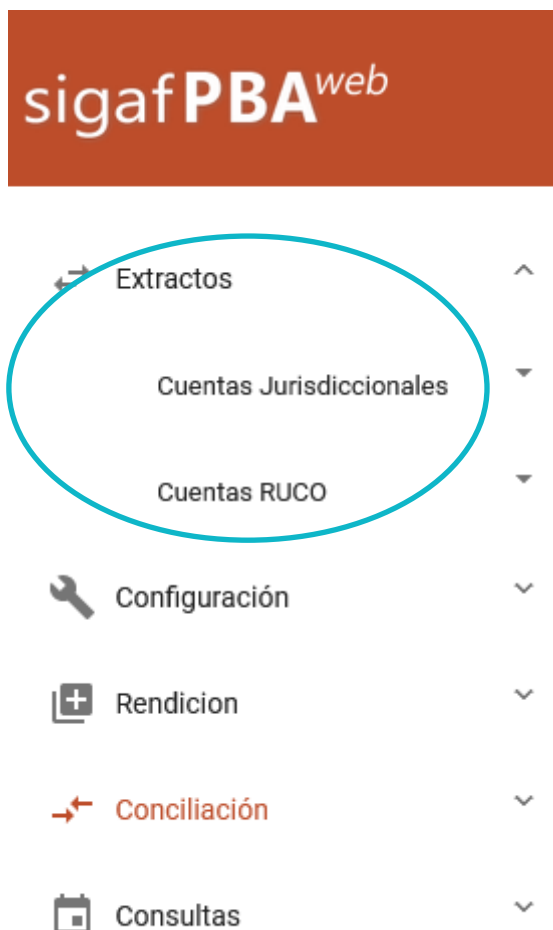 sigafPBAweb
Extractos
Cuentas Jurisdiccionales
Cuentas RUCO
Configuración
Rendicion
Conciliación
Consultas